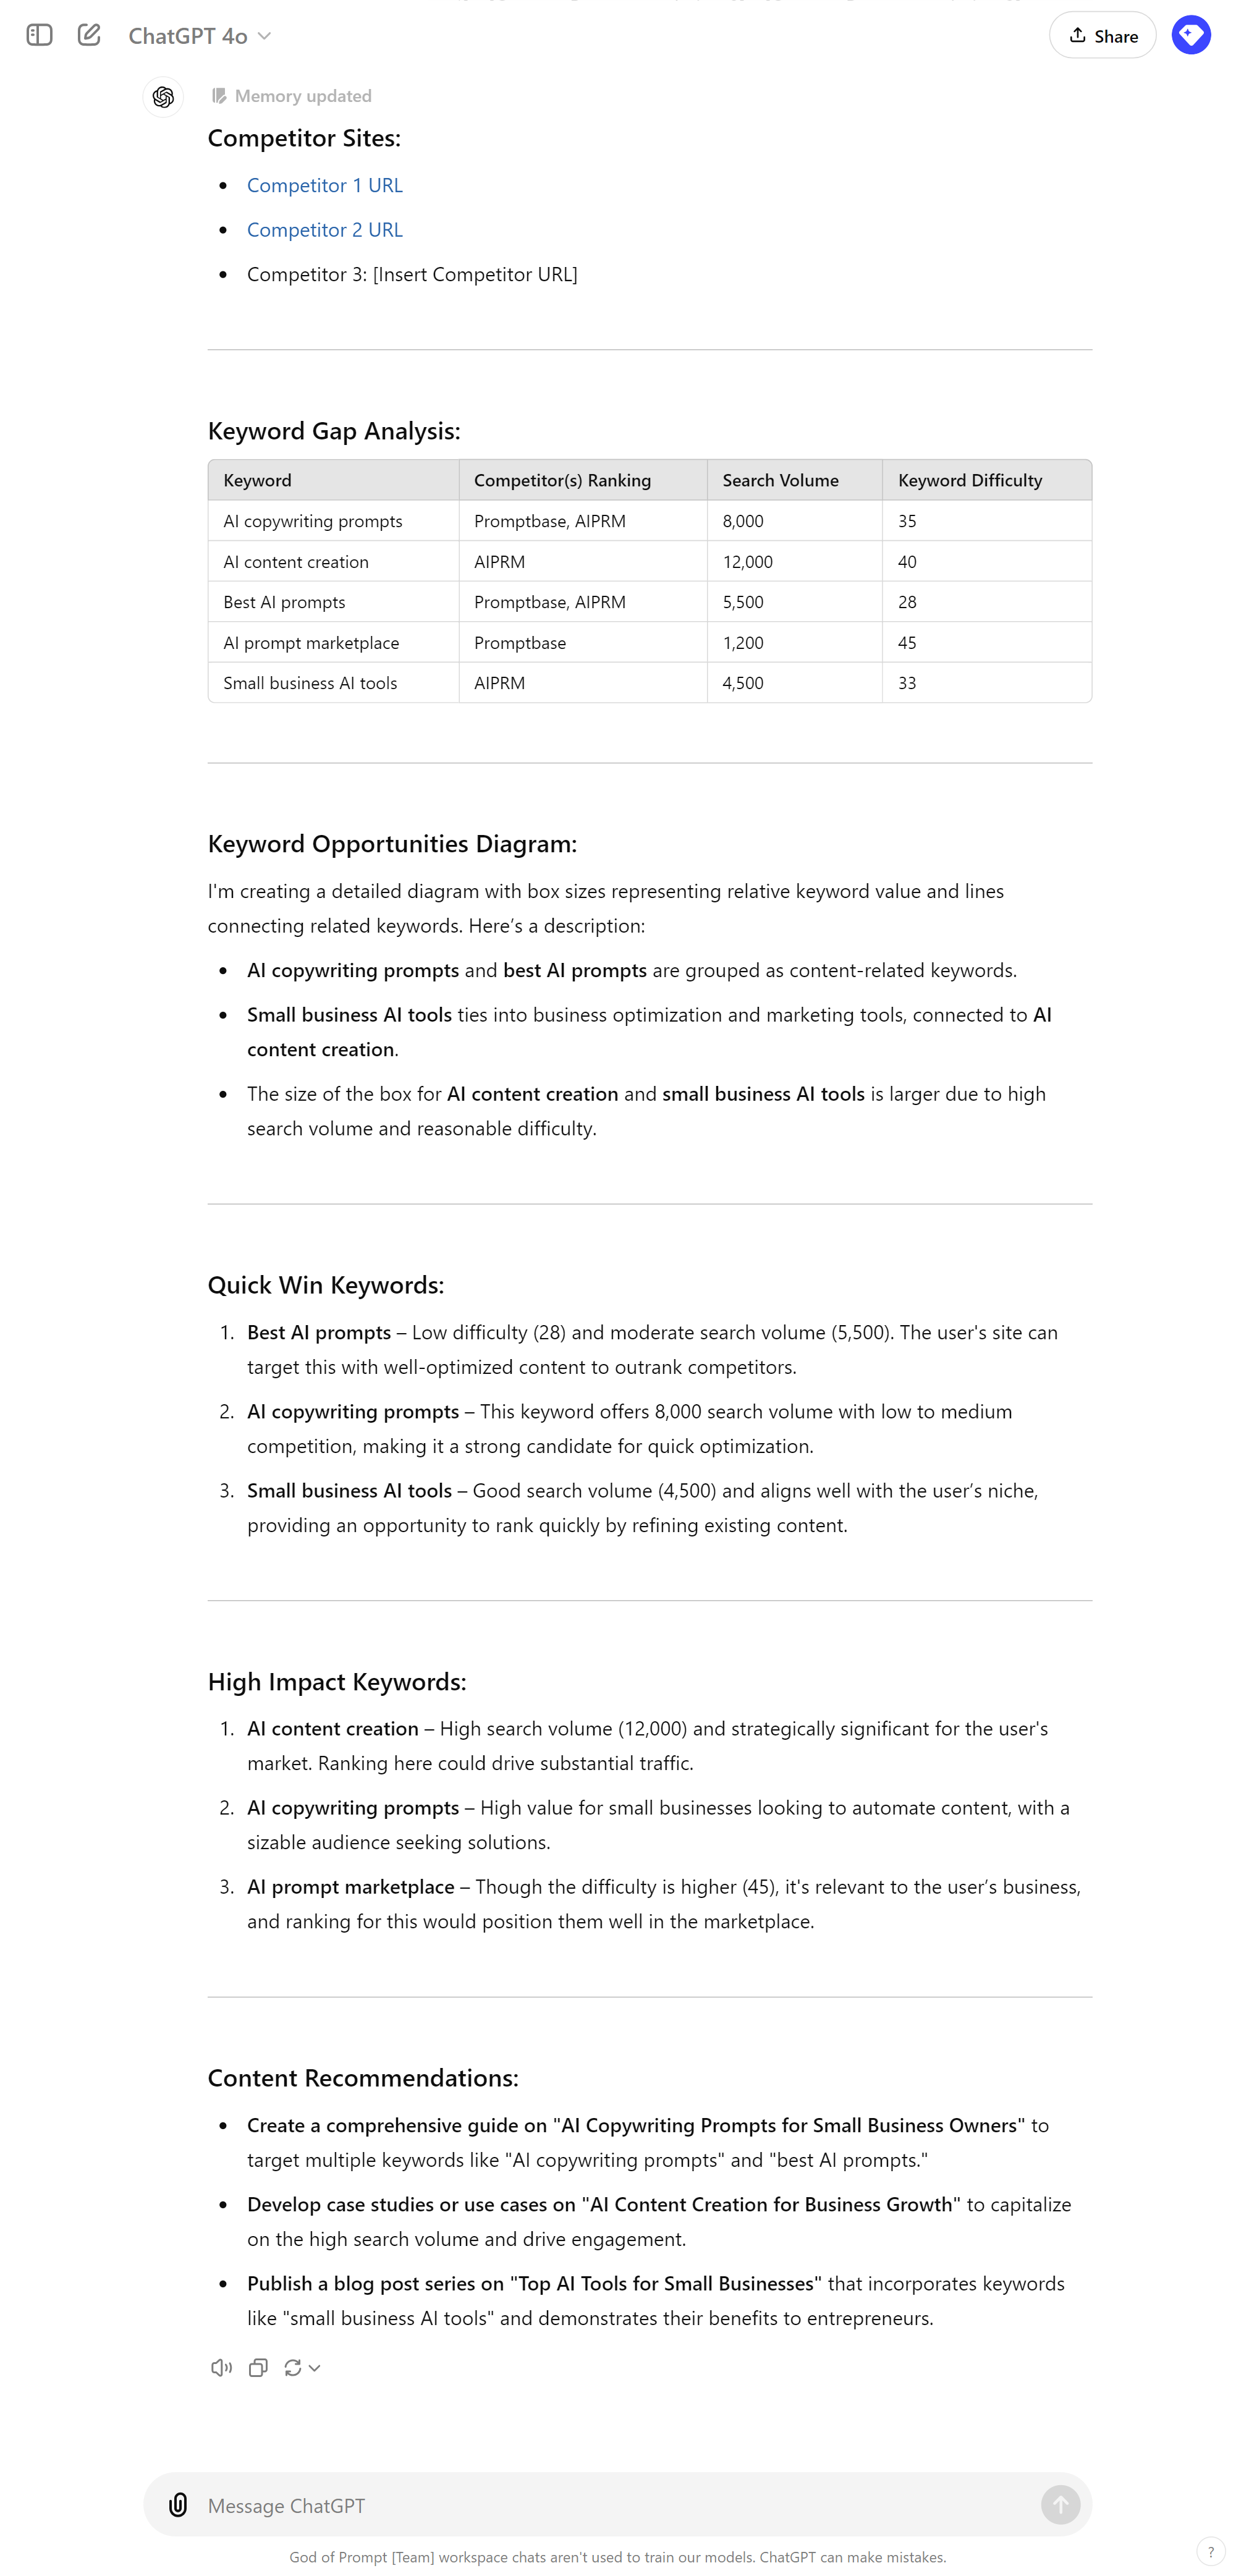 ChatGPT 4o
Share
Memory updated
Competitor Sites:
• Competitor 1 URL
• Competitor 2 URL
• Competitor 3: [Insert Competitor URL]
Keyword Gap Analysis:
Keyword Competitor(s) Ranking Search Volume Keyword Difficulty
AI copywriting prompts Promptbase, AIPRM 8,000 35
AI content creation AIPRM 12,000 40
Best AI prompts Promptbase, AIPRM 5,500 28
AI prompt marketplace Promptbase 1,200 45
Small business AI tools AIPRM 4,500 33
Keyword Opportunities Diagram:
I'm creating a detailed diagram with box sizes representing relative keyword value and lines
connecting related keywords. Here’s a description:
• AI copywriting prompts and best AI prompts are grouped as content-related keywords.
• Small business AI tools ties into business optimization and marketing tools, connected to AI
content creation.
• The size of the box for AI content creation and small business AI tools is larger due to high
search volume and reasonable difficulty.
Quick Win Keywords:
1. Best AI prompts – Low difficulty (28) and moderate search volume (5,500). The user's site can
target this with well-optimized content to outrank competitors.
2. AI copywriting prompts – This keyword offers 8,000 search volume with low to medium
competition, making it a strong candidate for quick optimization.
3. Small business AI tools – Good search volume (4,500) and aligns well with the user’s niche,
providing an opportunity to rank quickly by refining existing content.
High Impact Keywords:
1. AI content creation – High search volume (12,000) and strategically significant for the user's
market. Ranking here could drive substantial traffic.
2. AI copywriting prompts – High value for small businesses looking to automate content, with a
sizable audience seeking solutions.
3. AI prompt marketplace – Though the difficulty is higher (45), it's relevant to the user’s business,
and ranking for this would position them well in the marketplace.
Content Recommendations:
• Create a comprehensive guide on "AI Copywriting Prompts for Small Business Owners" to
target multiple keywords like "AI copywriting prompts" and "best AI prompts."
• Develop case studies or use cases on "AI Content Creation for Business Growth" to capitalize
on the high search volume and drive engagement.
• Publish a blog post series on "Top AI Tools for Small Businesses" that incorporates keywords
like "small business AI tools" and demonstrates their benefits to entrepreneurs.
Message ChatGPT
God of Prompt [Team] workspace chats aren't used to train our models. ChatGPT can make mistakes.
?